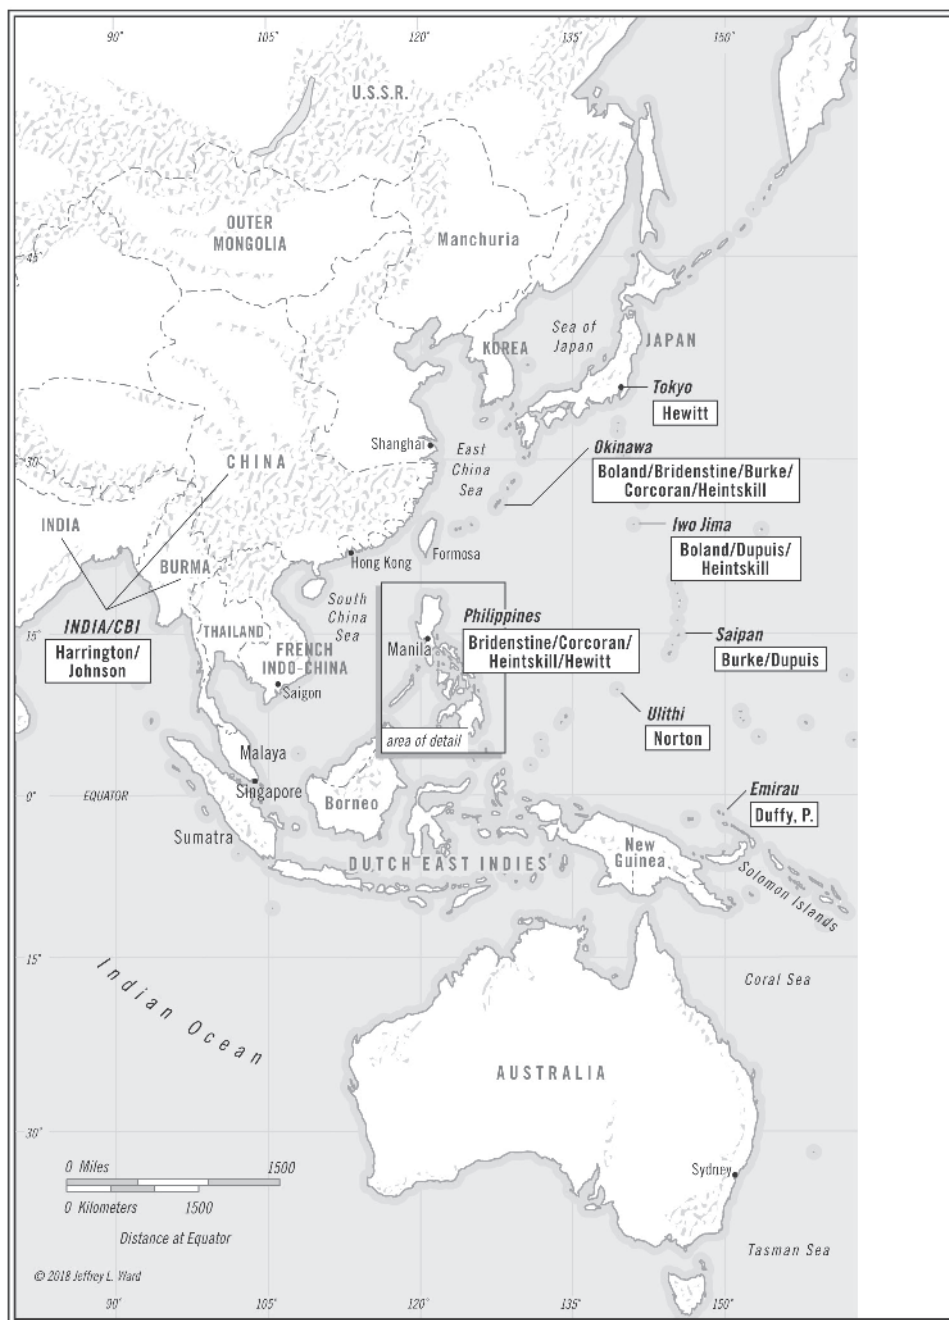 90° 105° 120° 135° 150°
U.S.S.R.
OUTER
MONGOLIA
Manchuria
45°
Sea of
Japan
JAPAN
KOREA
Tokyo
Hewitt
Shanghai
East
China
Sea
Okinawa
Boland/Bridenstine/Burke/
Corcoran/Heintskill
30°
CHINA
INDIA
Iwo Jima
Boland/Dupuis/
Heintskill
BURMA
Hong Kong
Formosa
South
China
Sea
Philippines
Bridenstine/Corcoran/
Heintskill/Hewitt
INDIA/CBI
Harrington/
Johnson
15°
THAILAND
FRENCH
INDO-CHINA
Manila
Saipan
Burke/Dupuis
Saigon
Ulithi
Norton
area of detail
Malaya
Singapore
0°
EQUATOR
Borneo
Emirau
Duffy, P.
Sumatra
New
Guinea
DUTCH EAST INDIES
Solomon Islands
15°
Indian Ocean
Coral Sea
AUSTRALIA
30°
0 Miles 1500
0 Kilometers 1500
Distance at Equator
Sydney
Tasman Sea
© 2018 Jeffrey L. Ward
90° 105° 120° 135° 150°